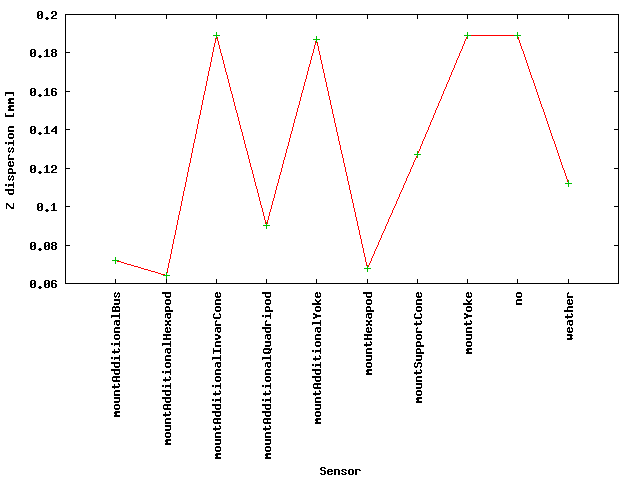 0.2
0.18
0.16
0.14
0.12
0.1
0.08
0.06
Z dispersion [mm]
mountAdditionalBus
mountAdditionalHexapod
mountAdditionalInvarCone
mountAdditionalQuadripod
mountAdditionalYoke
mountHexapod
mountSupportCone
mountYoke
no
weather
Sensor